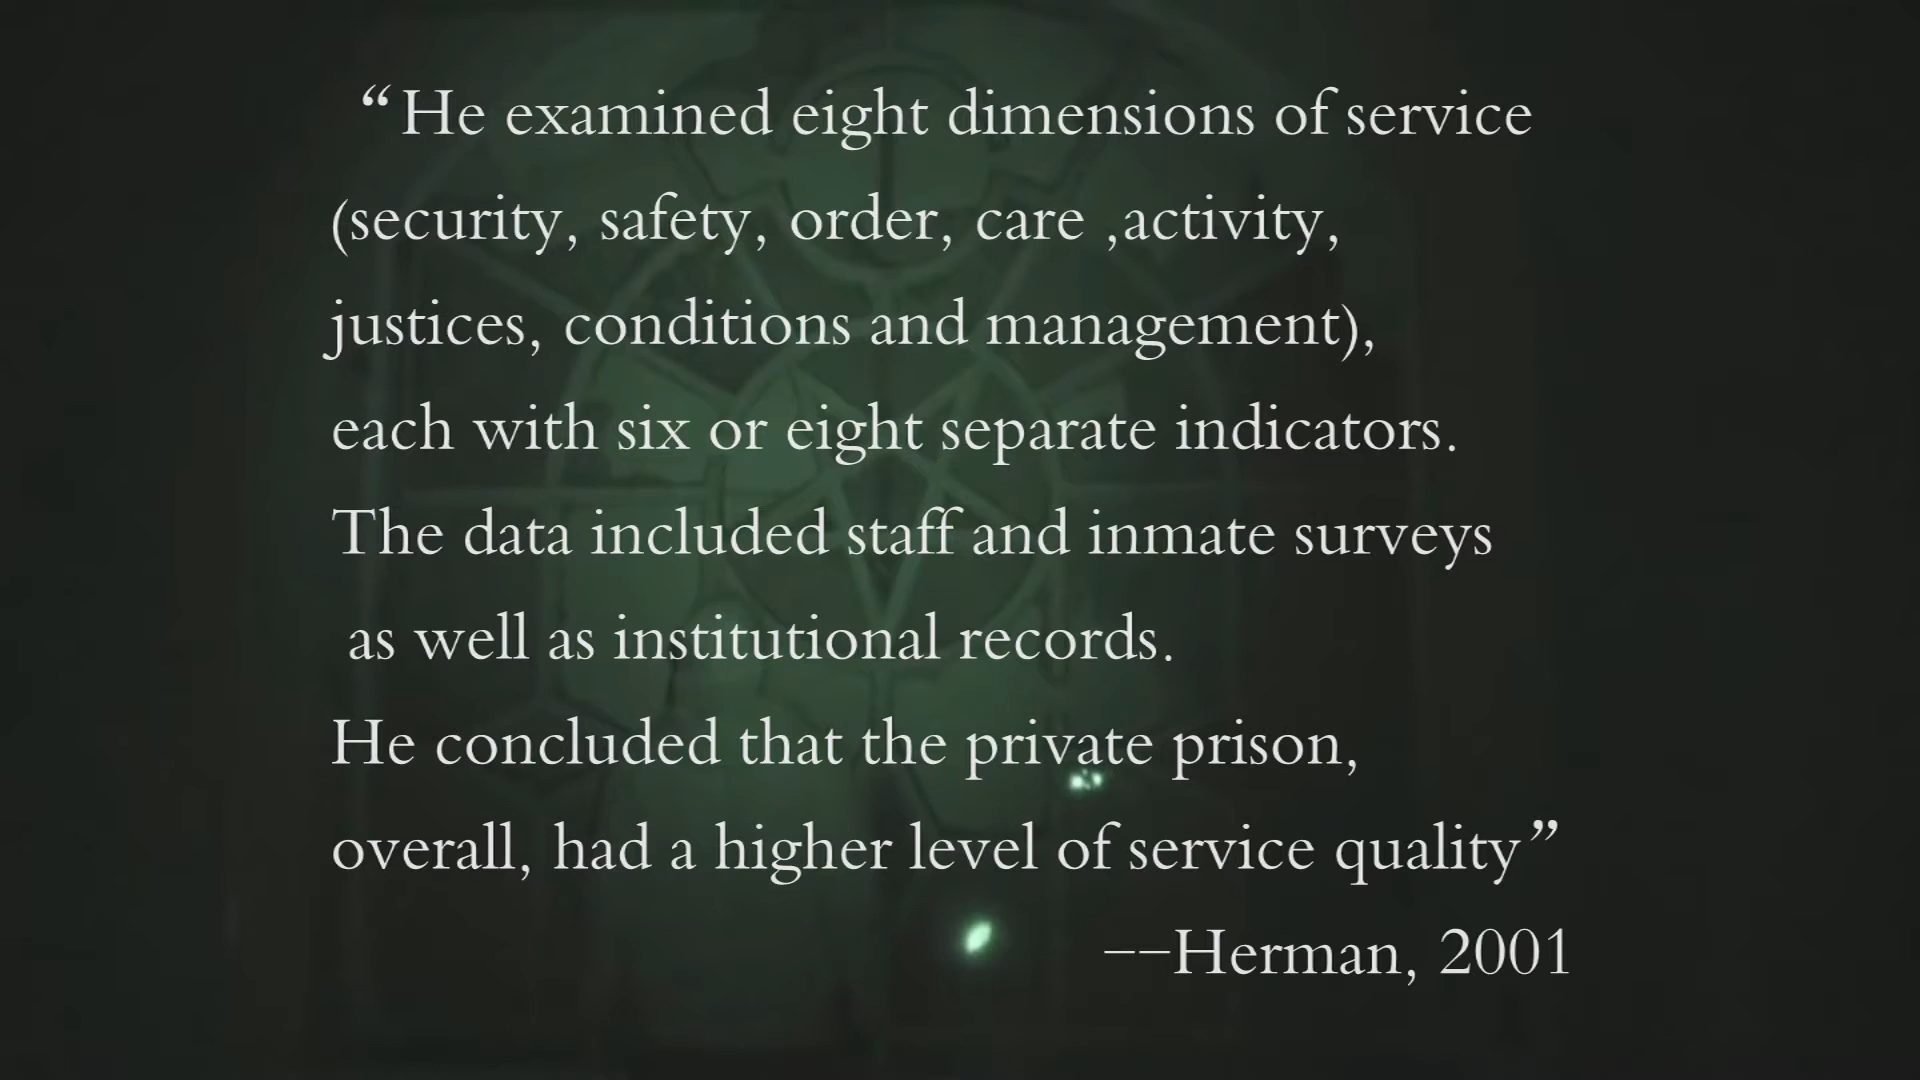 “He examined eight dimensions of service
(security, safety, order, care ,activity,
justices, conditions and management),
each with six or eight separate indicators.
The data included staff and inmate surveys
as well as institutional records.
He concluded that the private prison,
overall, had a higher level of service quality”
--Herman, 2001